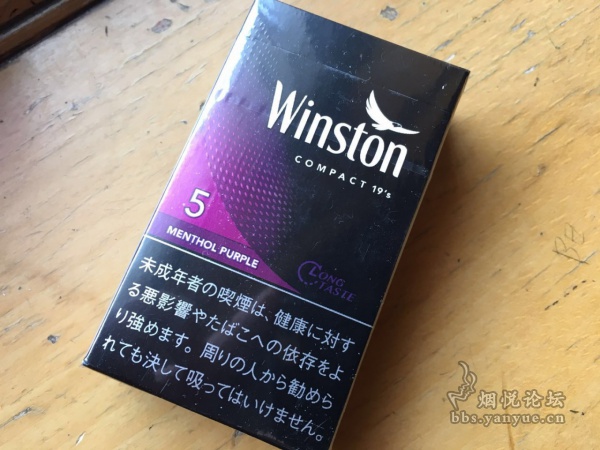 Winston
COMPACT 19's
5
MENTHOL PURPLE
LONG
TASTE
未成年者の喫煙は、健康に対す
る悪影響やたばこへの依存をよ
り強めます。周りの人から勧めら
れても決して吸ってはいけません。
烟悦论坛
bbs.yanyue.cn